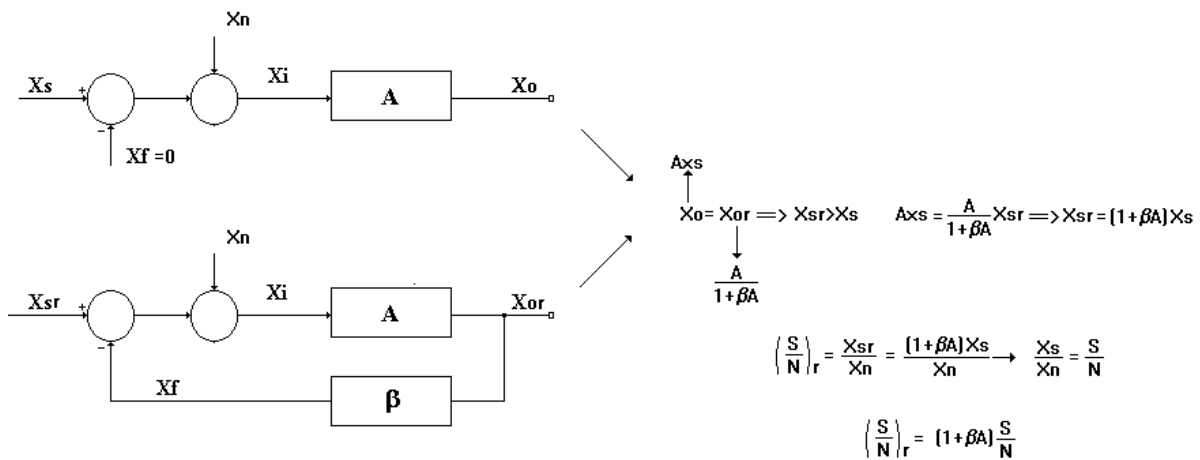 Xn
Xs + Xi A Xo
−
Xf =0
Xn
Xsr + Xi A Xor
−
Xf β
Axs
Xo = Xor => Xsr>Xs
A
1+βA
Axs = A/(1+βA) Xsr => Xsr = (1+βA)Xs
(S/N)r = Xsr/Xn = (1+βA)Xs/Xn → Xs/Xn = S/N
(S/N)r = (1+βA) S/N